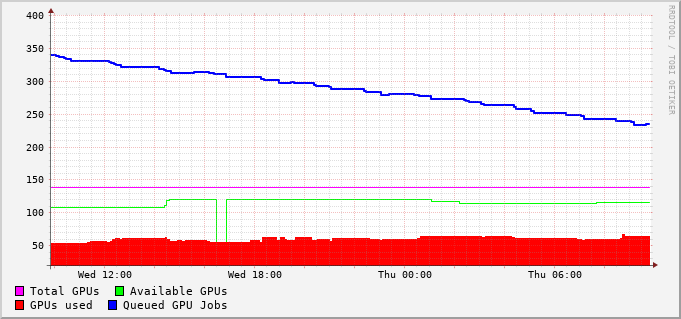 400
350
300
250
200
150
100
50
Wed 12:00 Wed 18:00 Thu 00:00 Thu 06:00
Total GPUs Available GPUs
GPUs used Queued GPU Jobs
RRDTOOL / TOBI OETIKER